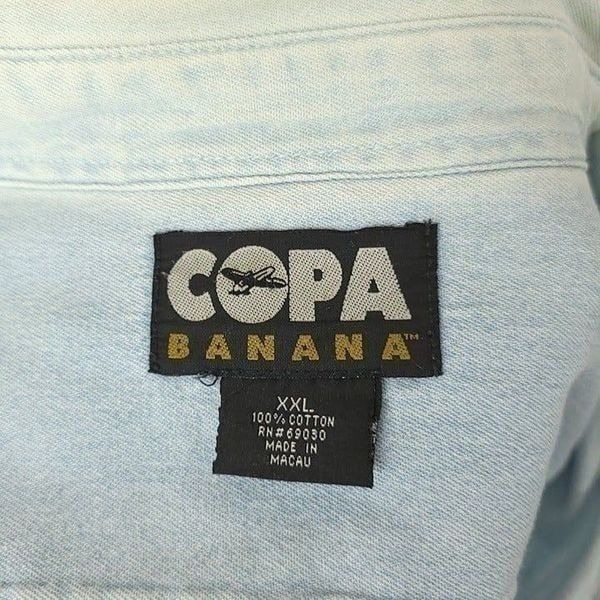 COPA
BANANA™
XXL
100% COTTON
RN#69030
MADE IN
MACAU